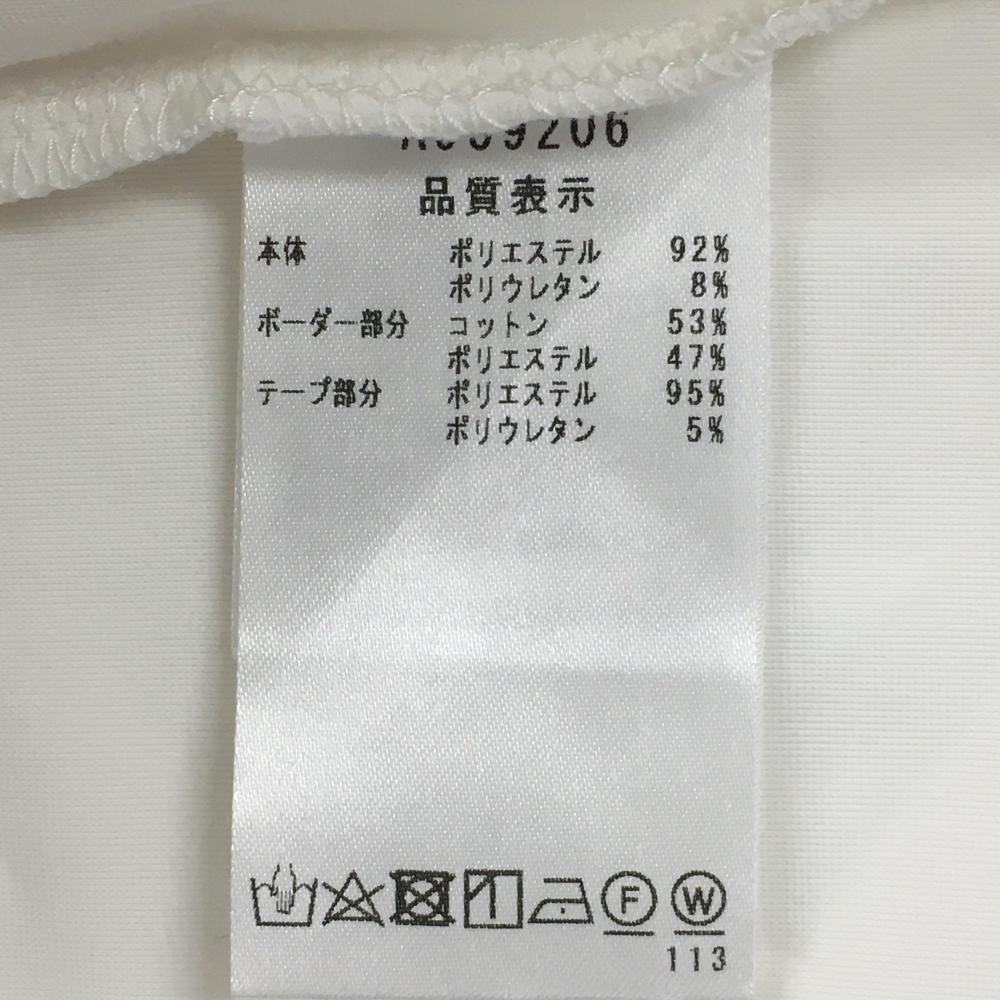 品質表示
本体 ポリエステル 92%
ポリウレタン 8%
ボーダー部分 コットン 53%
ポリエステル 47%
テープ部分 ポリエステル 95%
ポリウレタン 5%
F W
113